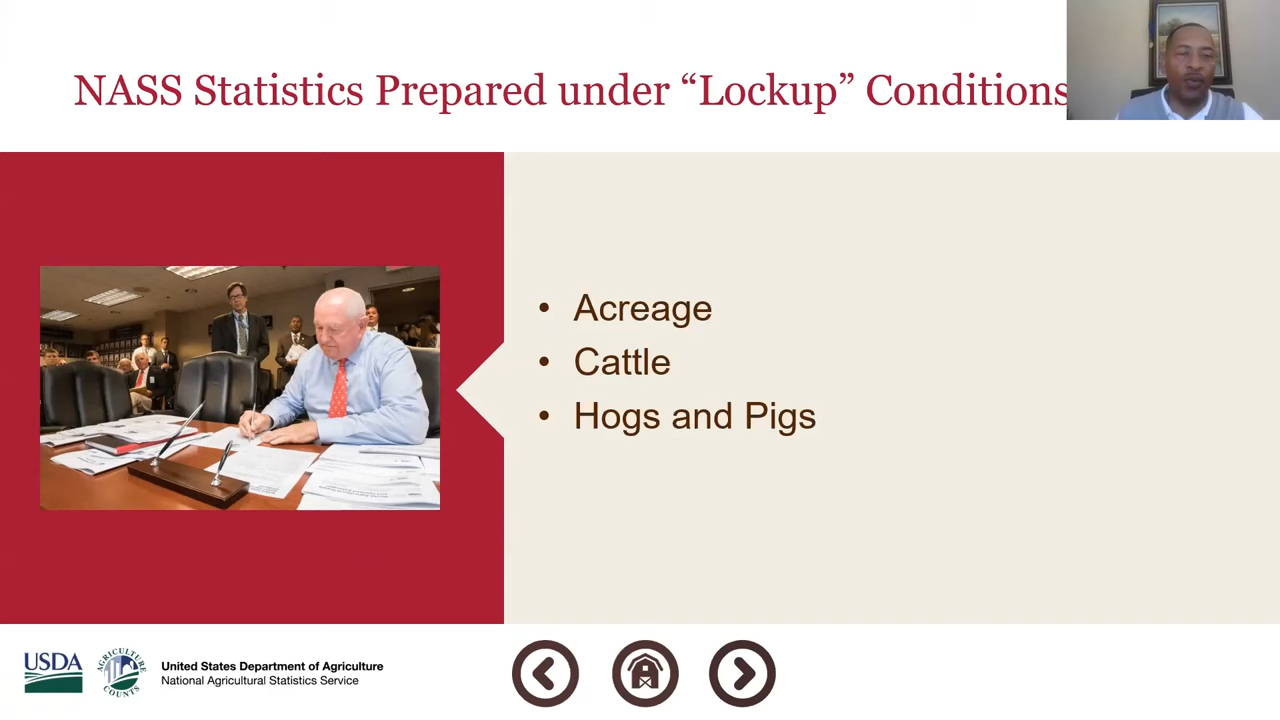 NASS Statistics Prepared under “Lockup” Conditions
• Acreage
• Cattle
• Hogs and Pigs
USDA
AGRICULTURE COUNTS
United States Department of Agriculture
National Agricultural Statistics Service